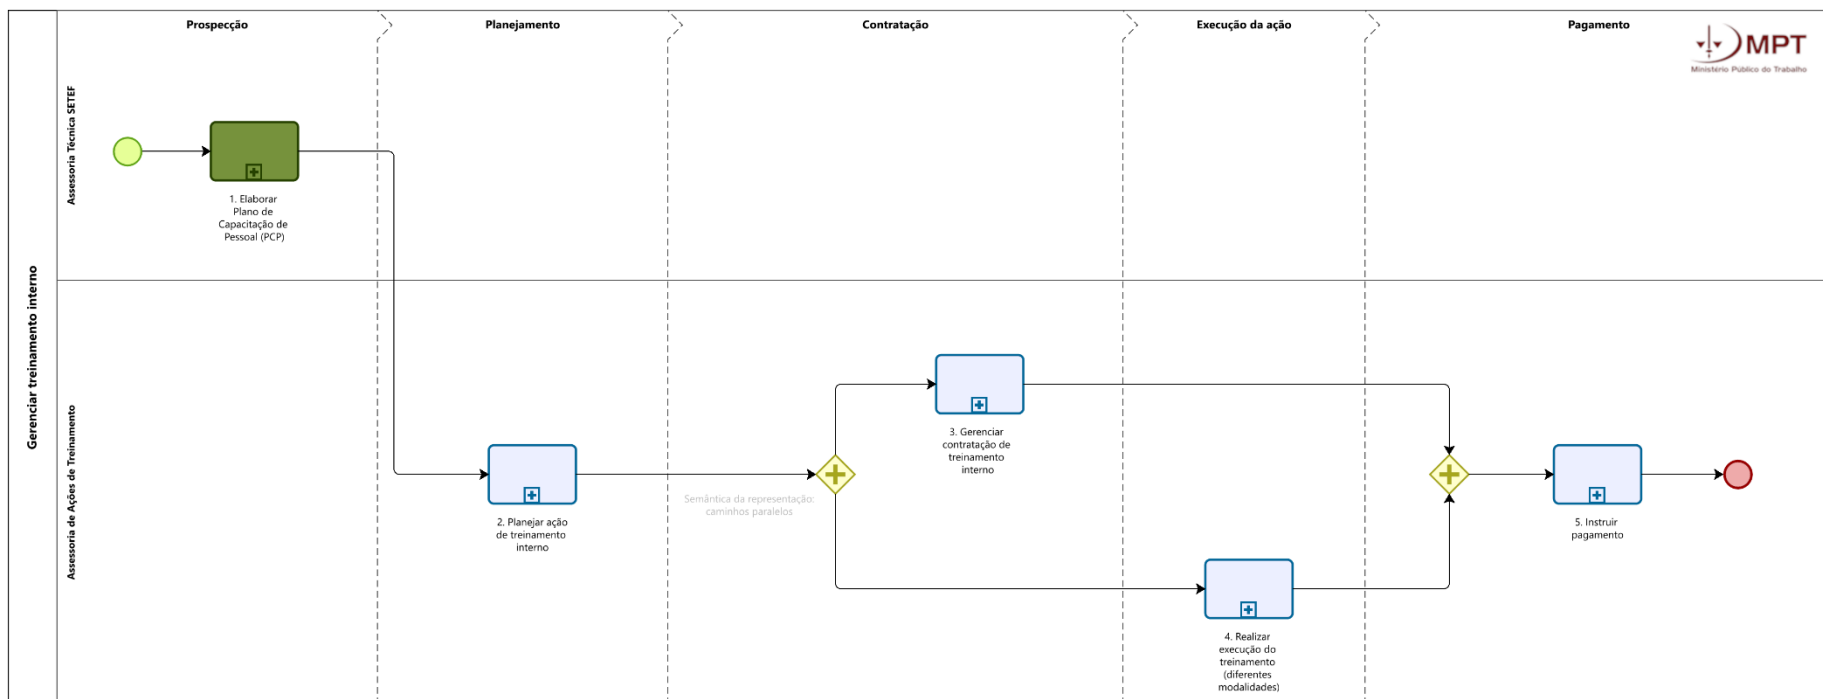 Prospecção
Planejamento
Contratação
Execução da ação
Pagamento
MPT
Ministério Público do Trabalho
Gerenciar treinamento interno
Assessoria Técnica SETEF
1. Elaborar
Plano de
Capacitação de
Pessoal (PCP)
Assessoria de Ações de Treinamento
2. Planejar ação
de treinamento
interno
Semântica da representação:
caminhos paralelos
3. Gerenciar
contratação de
treinamento
interno
4. Realizar
execução do
treinamento
(diferentes
modalidades)
5. Instruir
pagamento